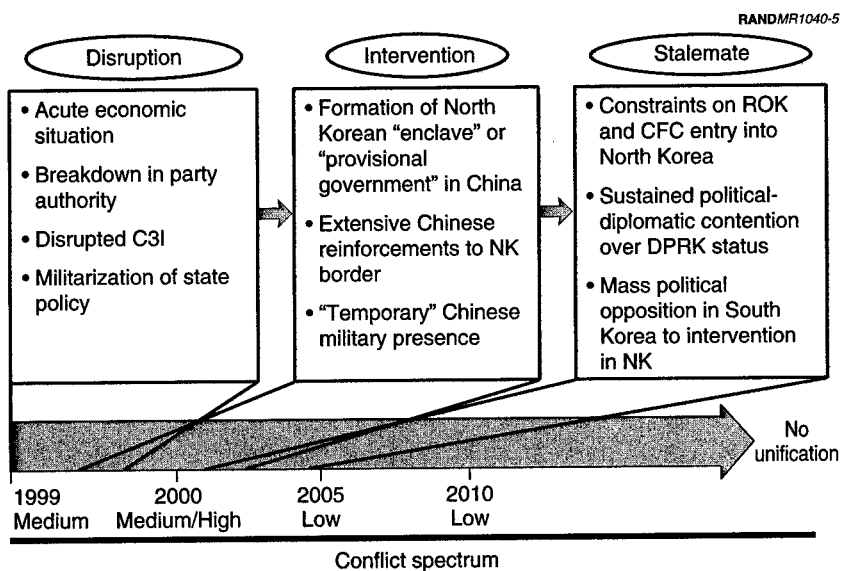 RANDMR1040-5
Disruption
Intervention
Stalemate
• Acute economic
situation
• Breakdown in party
authority
• Disrupted C3I
• Militarization of state
policy
• Formation of North
Korean “enclave” or
“provisional
government” in China
• Extensive Chinese
reinforcements to NK
border
• “Temporary” Chinese
military presence
• Constraints on ROK
and CFC entry into
North Korea
• Sustained political-
diplomatic contention
over DPRK status
• Mass political
opposition in South
Korea to intervention
in NK
No
unification
1999
Medium
2000
Medium/High
2005
Low
2010
Low
Conflict spectrum